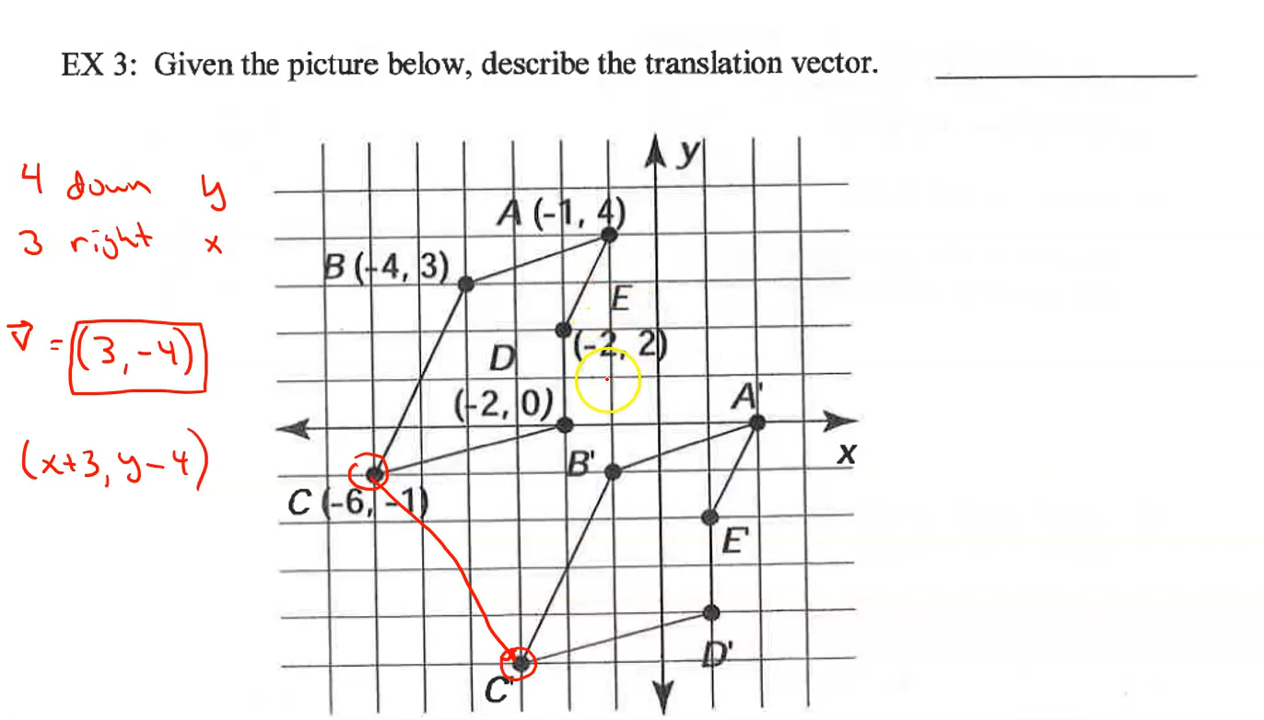 EX 3: Given the picture below, describe the translation vector.
4 down y
3 right x
v⃗ = (3, -4)
(x+3, y-4)
y
A (-1, 4)
B (-4, 3)
E
(-2, 2)
D
(-2, 0)
A'
x
B'
C (-6, -1)
E'
D'
C'